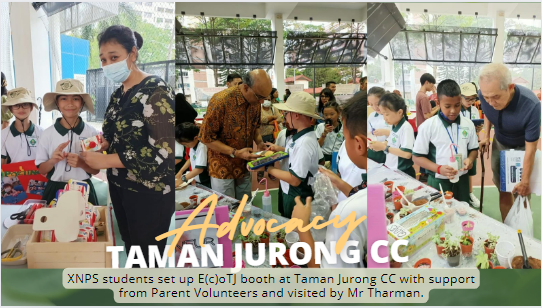 Advocacy
TAMAN JURONG CC
XNPS students set up E(c)oTJ booth at Taman Jurong CC with support
from Parent Volunteers and visited by Mr Tharman.